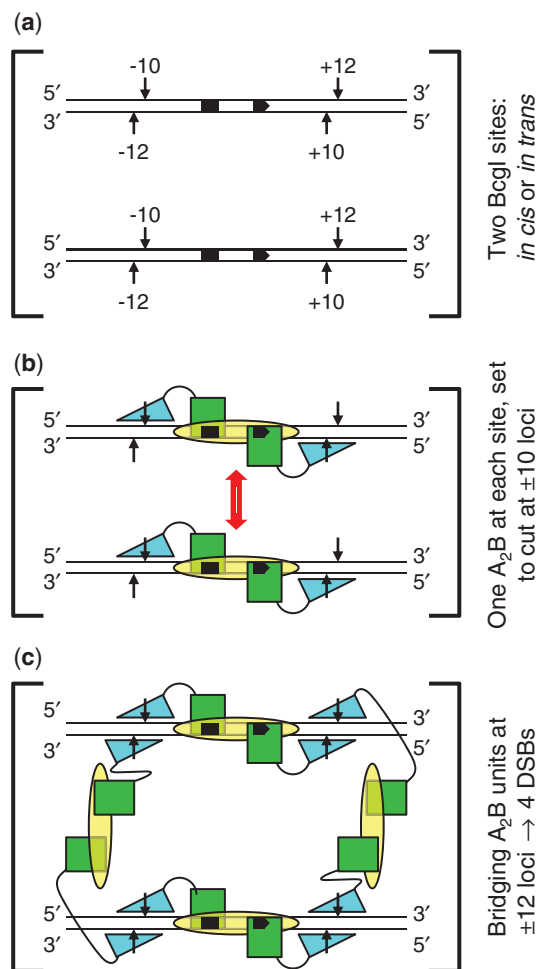 (a)
-10 +12
5′ 3′
3′ 5′
-12 +10
-10 +12
5′ 3′
3′ 5′
-12 +10
Two BcgI sites:
in cis or in trans
(b)
5′ 3′
3′ 5′
5′ 3′
3′ 5′
One A₂B at each site, set
to cut at ±10 loci
(c)
5′ 3′
3′ 5′
5′ 3′
3′ 5′
Bridging A₂B units at
±12 loci → 4 DSBs